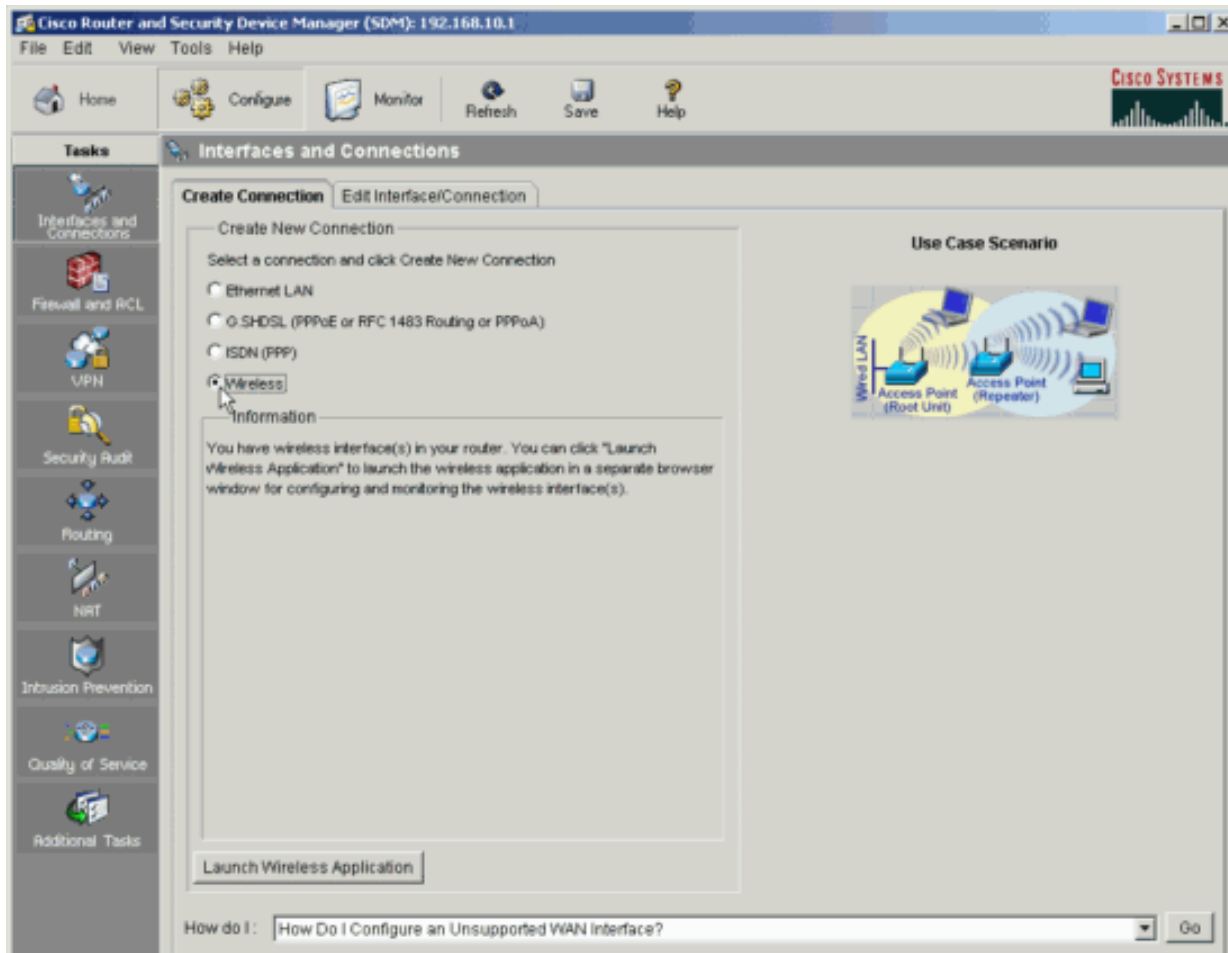 Cisco Router and Security Device Manager (SDM): 192.168.10.1
File Edit View Tools Help
Home Configure Monitor Refresh Save Help
CISCO SYSTEMS
Tasks
Interfaces and Connections
Interfaces and
Connections
Firewall and ACL
VPN
Security Audit
Routing
NAT
Intrusion Prevention
Quality of Service
Additional Tasks
Create Connection Edit Interface/Connection
Create New Connection
Select a connection and click Create New Connection
Ethernet LAN
G.SHDSL (PPPoE or RFC 1483 Routing or PPPoA)
ISDN (PPP)
Wireless
Information
You have wireless interface(s) in your router. You can click "Launch
Wireless Application" to launch the wireless application in a separate browser
window for configuring and monitoring the wireless interface(s).
Launch Wireless Application
Use Case Scenario
Wired LAN
Access Point
(Root Unit)
Access Point
(Repeater)
How do I : How Do I Configure an Unsupported WAN Interface? Go